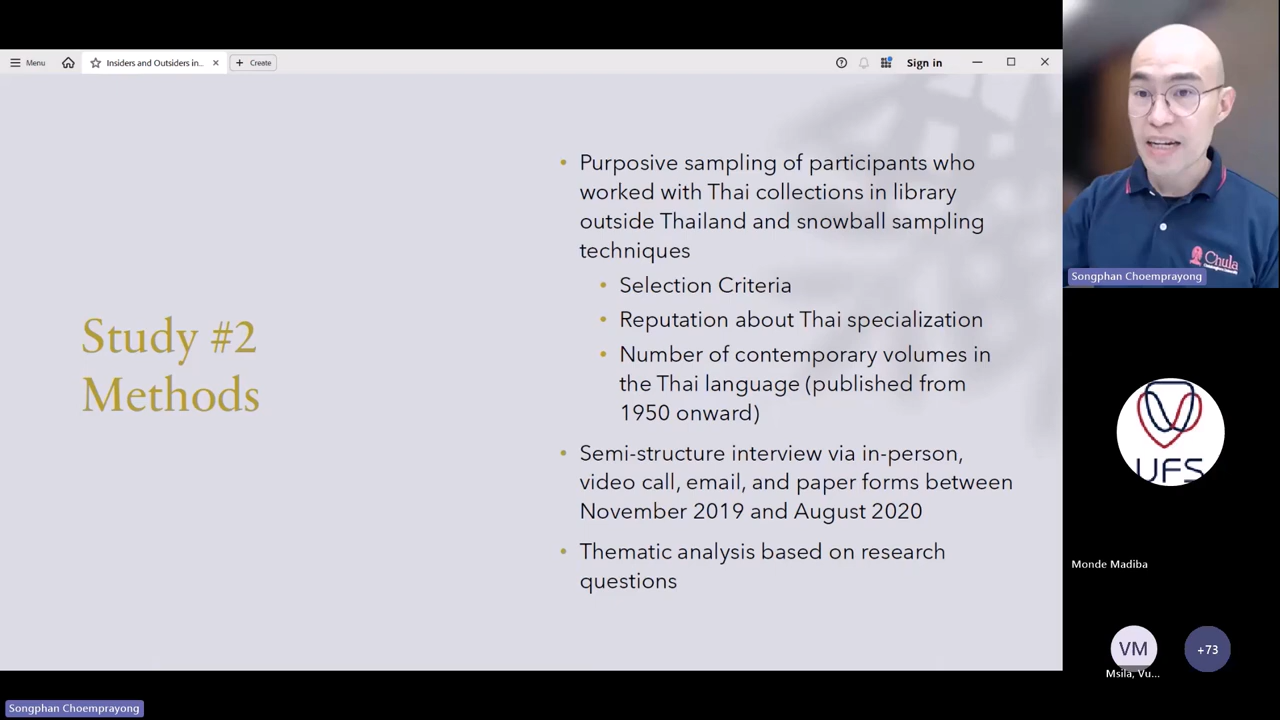 Menu
Insiders and Outsiders in...
Create
Sign in
Study #2
Methods
• Purposive sampling of participants who
worked with Thai collections in library
outside Thailand and snowball sampling
techniques
• Selection Criteria
• Reputation about Thai specialization
• Number of contemporary volumes in
the Thai language (published from
1950 onward)
• Semi-structure interview via in-person,
video call, email, and paper forms between
November 2019 and August 2020
• Thematic analysis based on research
questions
Chula
Songphan Choemprayong
UFS
Monde Madiba
VM
Msila, Vu...
+73
Songphan Choemprayong